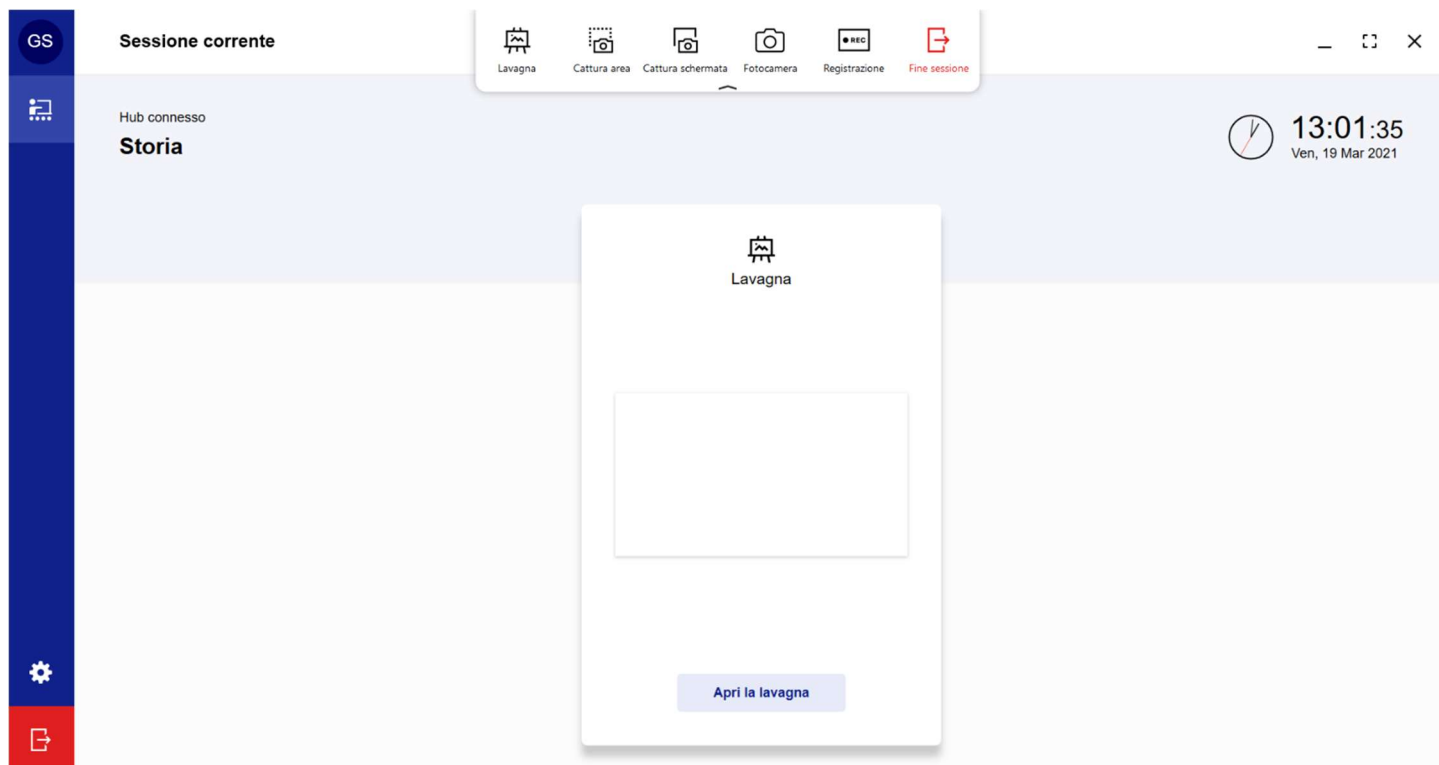 GS
Sessione corrente
Lavagna
Cattura area
Cattura schermata
Fotocamera
REC
Registrazione
Fine sessione
Hub connesso
Storia
13:01:35
Ven, 19 Mar 2021
Lavagna
Apri la lavagna